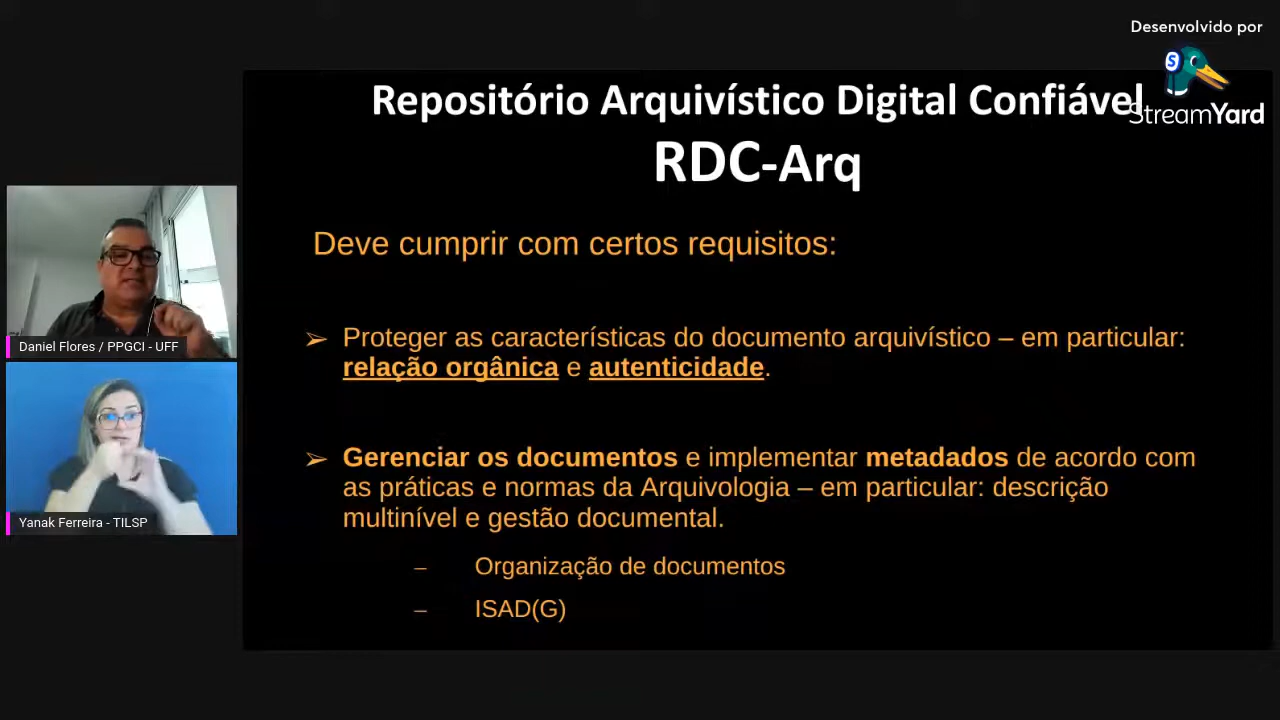 Desenvolvido por
StreamYard
Repositório Arquivístico Digital Confiável
RDC-Arq
Deve cumprir com certos requisitos:
➢ Proteger as características do documento arquivístico – em particular:
relação orgânica e autenticidade.
➢ Gerenciar os documentos e implementar metadados de acordo com
as práticas e normas da Arquivologia – em particular: descrição
multinível e gestão documental.
– Organização de documentos
– ISAD(G)
Daniel Flores / PPGCI - UFF
Yanak Ferreira - TILSP